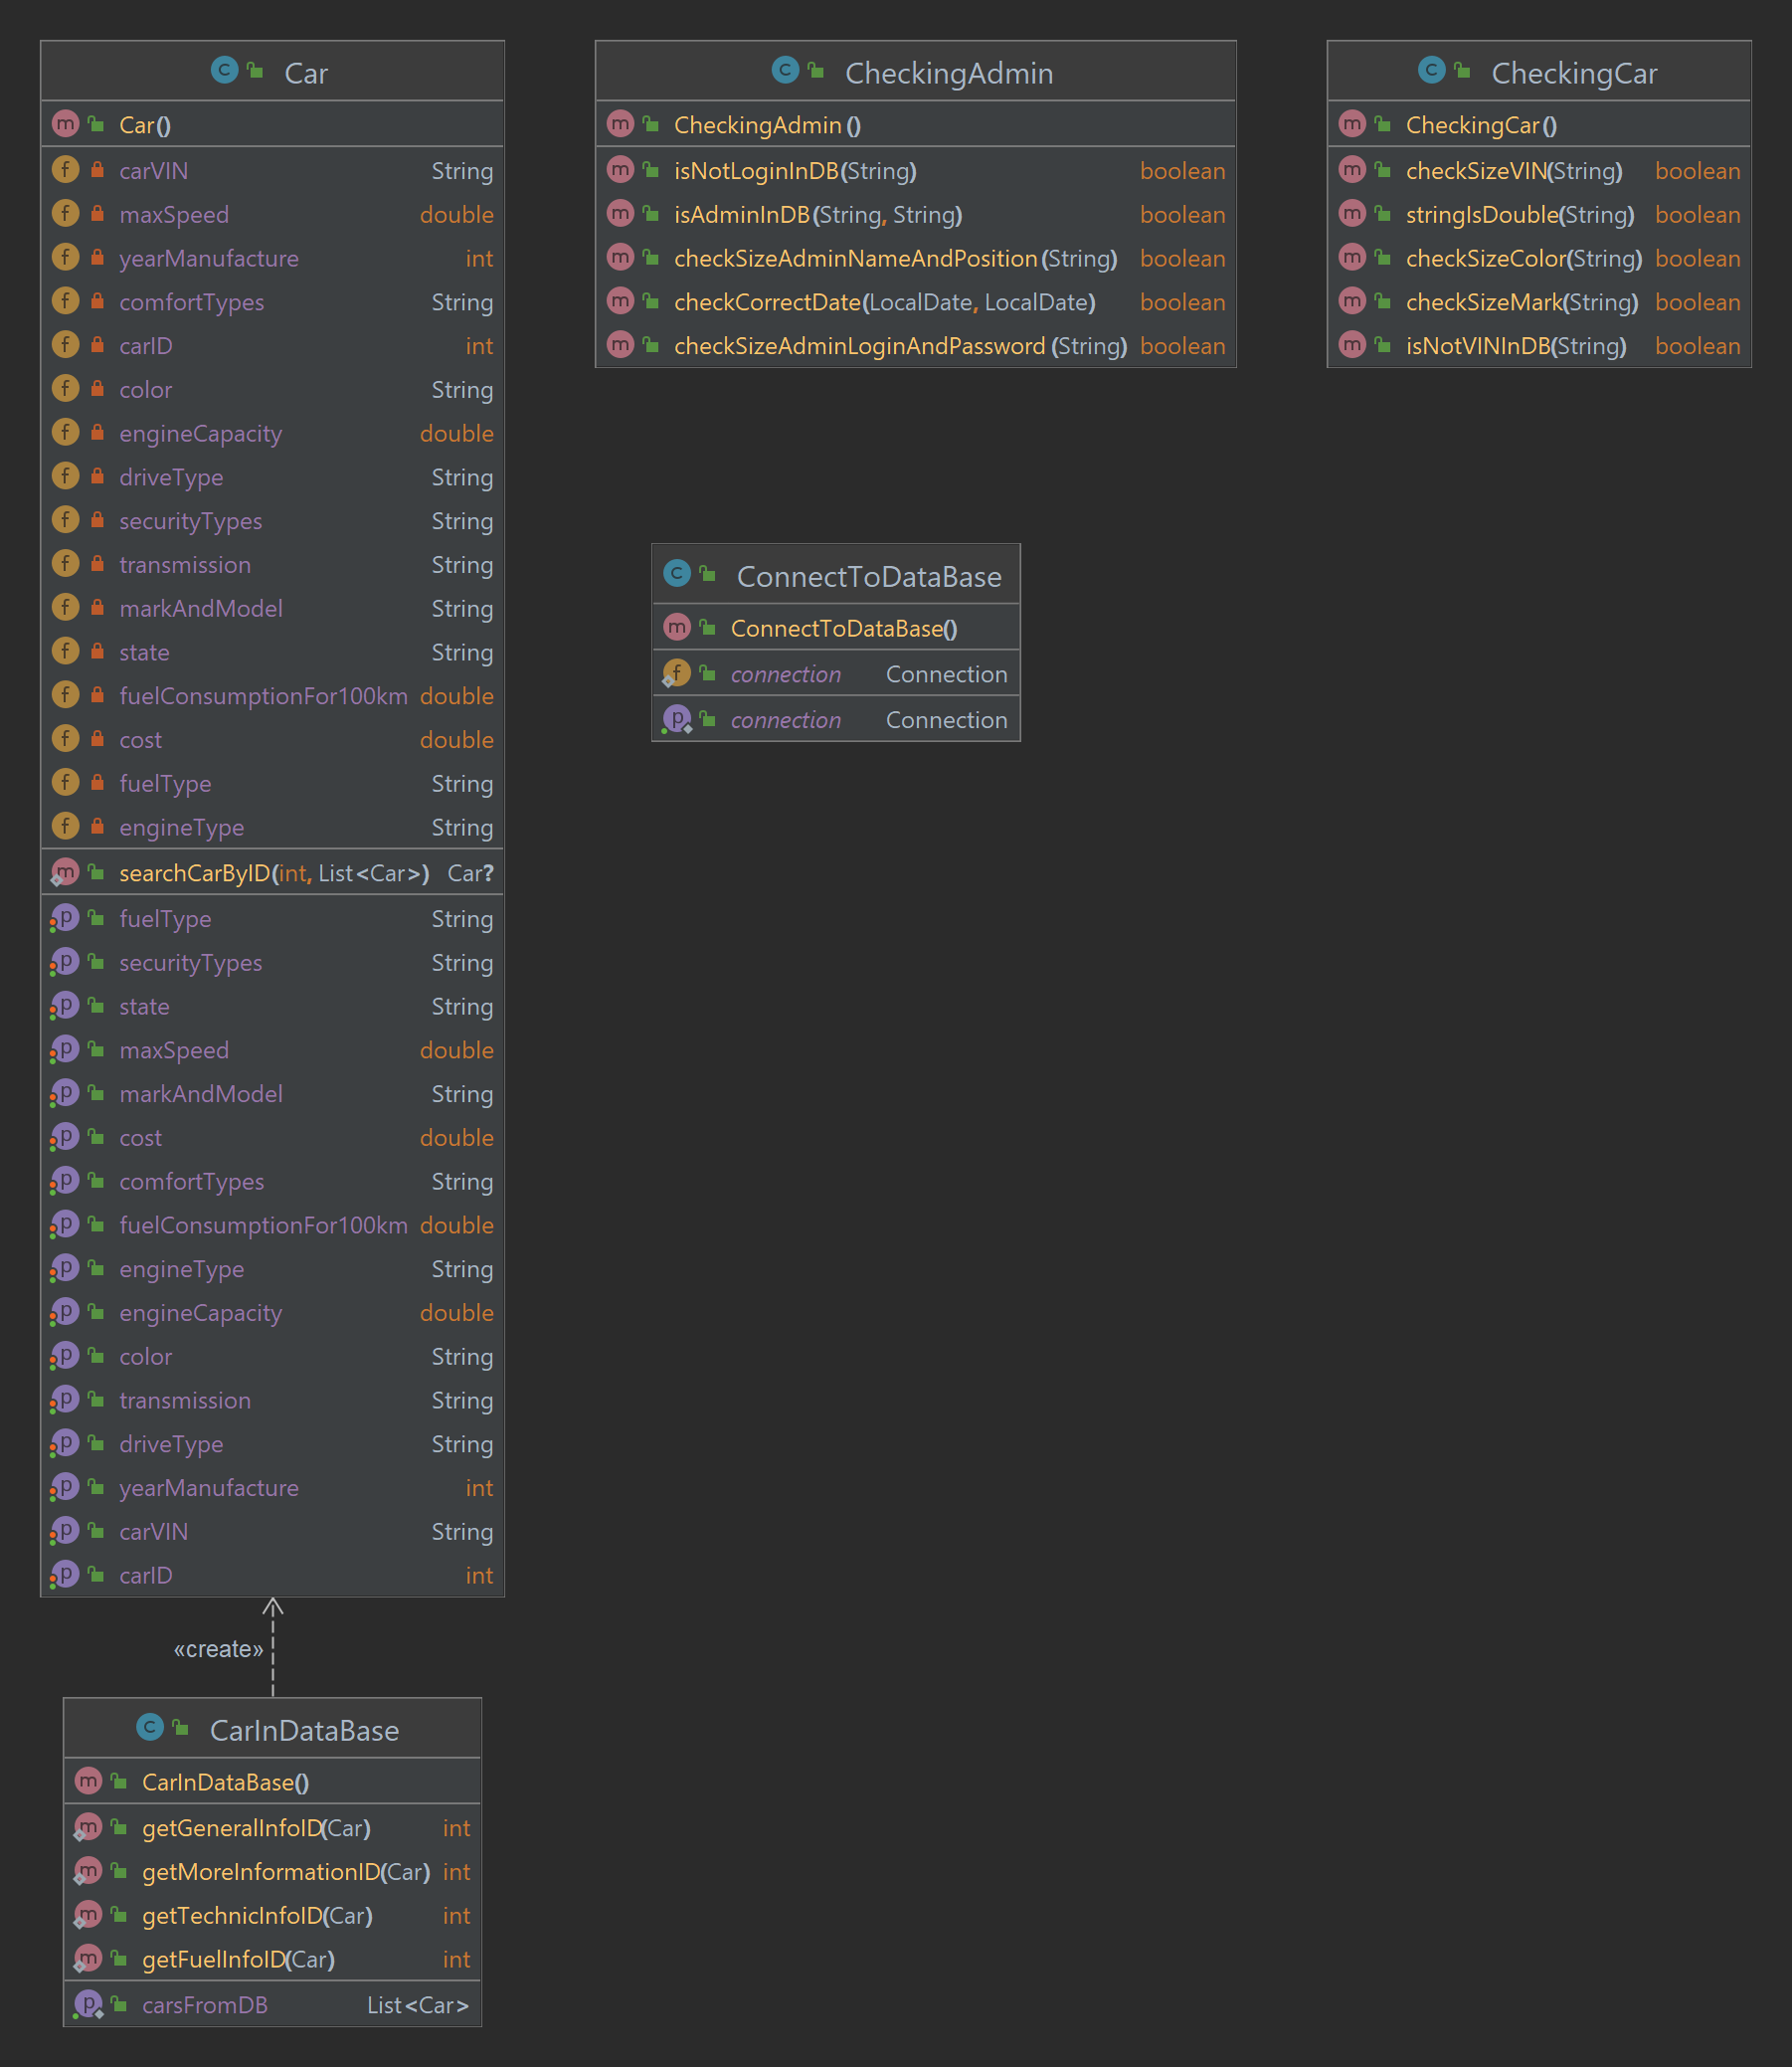 Car
Car()
carVIN String
maxSpeed double
yearManufacture int
comfortTypes String
carID int
color String
engineCapacity double
driveType String
securityTypes String
transmission String
markAndModel String
state String
fuelConsumptionFor100km double
cost double
fuelType String
engineType String
searchCarByID(int, List<Car>) Car?
fuelType String
securityTypes String
state String
maxSpeed double
markAndModel String
cost double
comfortTypes String
fuelConsumptionFor100km double
engineType String
engineCapacity double
color String
transmission String
driveType String
yearManufacture int
carVIN String
carID int
«create»
CarInDataBase
CarInDataBase()
getGeneralInfoID(Car) int
getMoreInformationID(Car) int
getTechnicInfoID(Car) int
getFuelInfoID(Car) int
carsFromDB List<Car>
CheckingAdmin
CheckingAdmin()
isNotLoginInDB(String) boolean
isAdminInDB(String, String) boolean
checkSizeAdminNameAndPosition(String) boolean
checkCorrectDate(LocalDate, LocalDate) boolean
checkSizeAdminLoginAndPassword(String) boolean
ConnectToDataBase
ConnectToDataBase()
connection Connection
connection Connection
CheckingCar
CheckingCar()
checkSizeVIN(String) boolean
stringIsDouble(String) boolean
checkSizeColor(String) boolean
checkSizeMark(String) boolean
isNotVINInDB(String) boolean